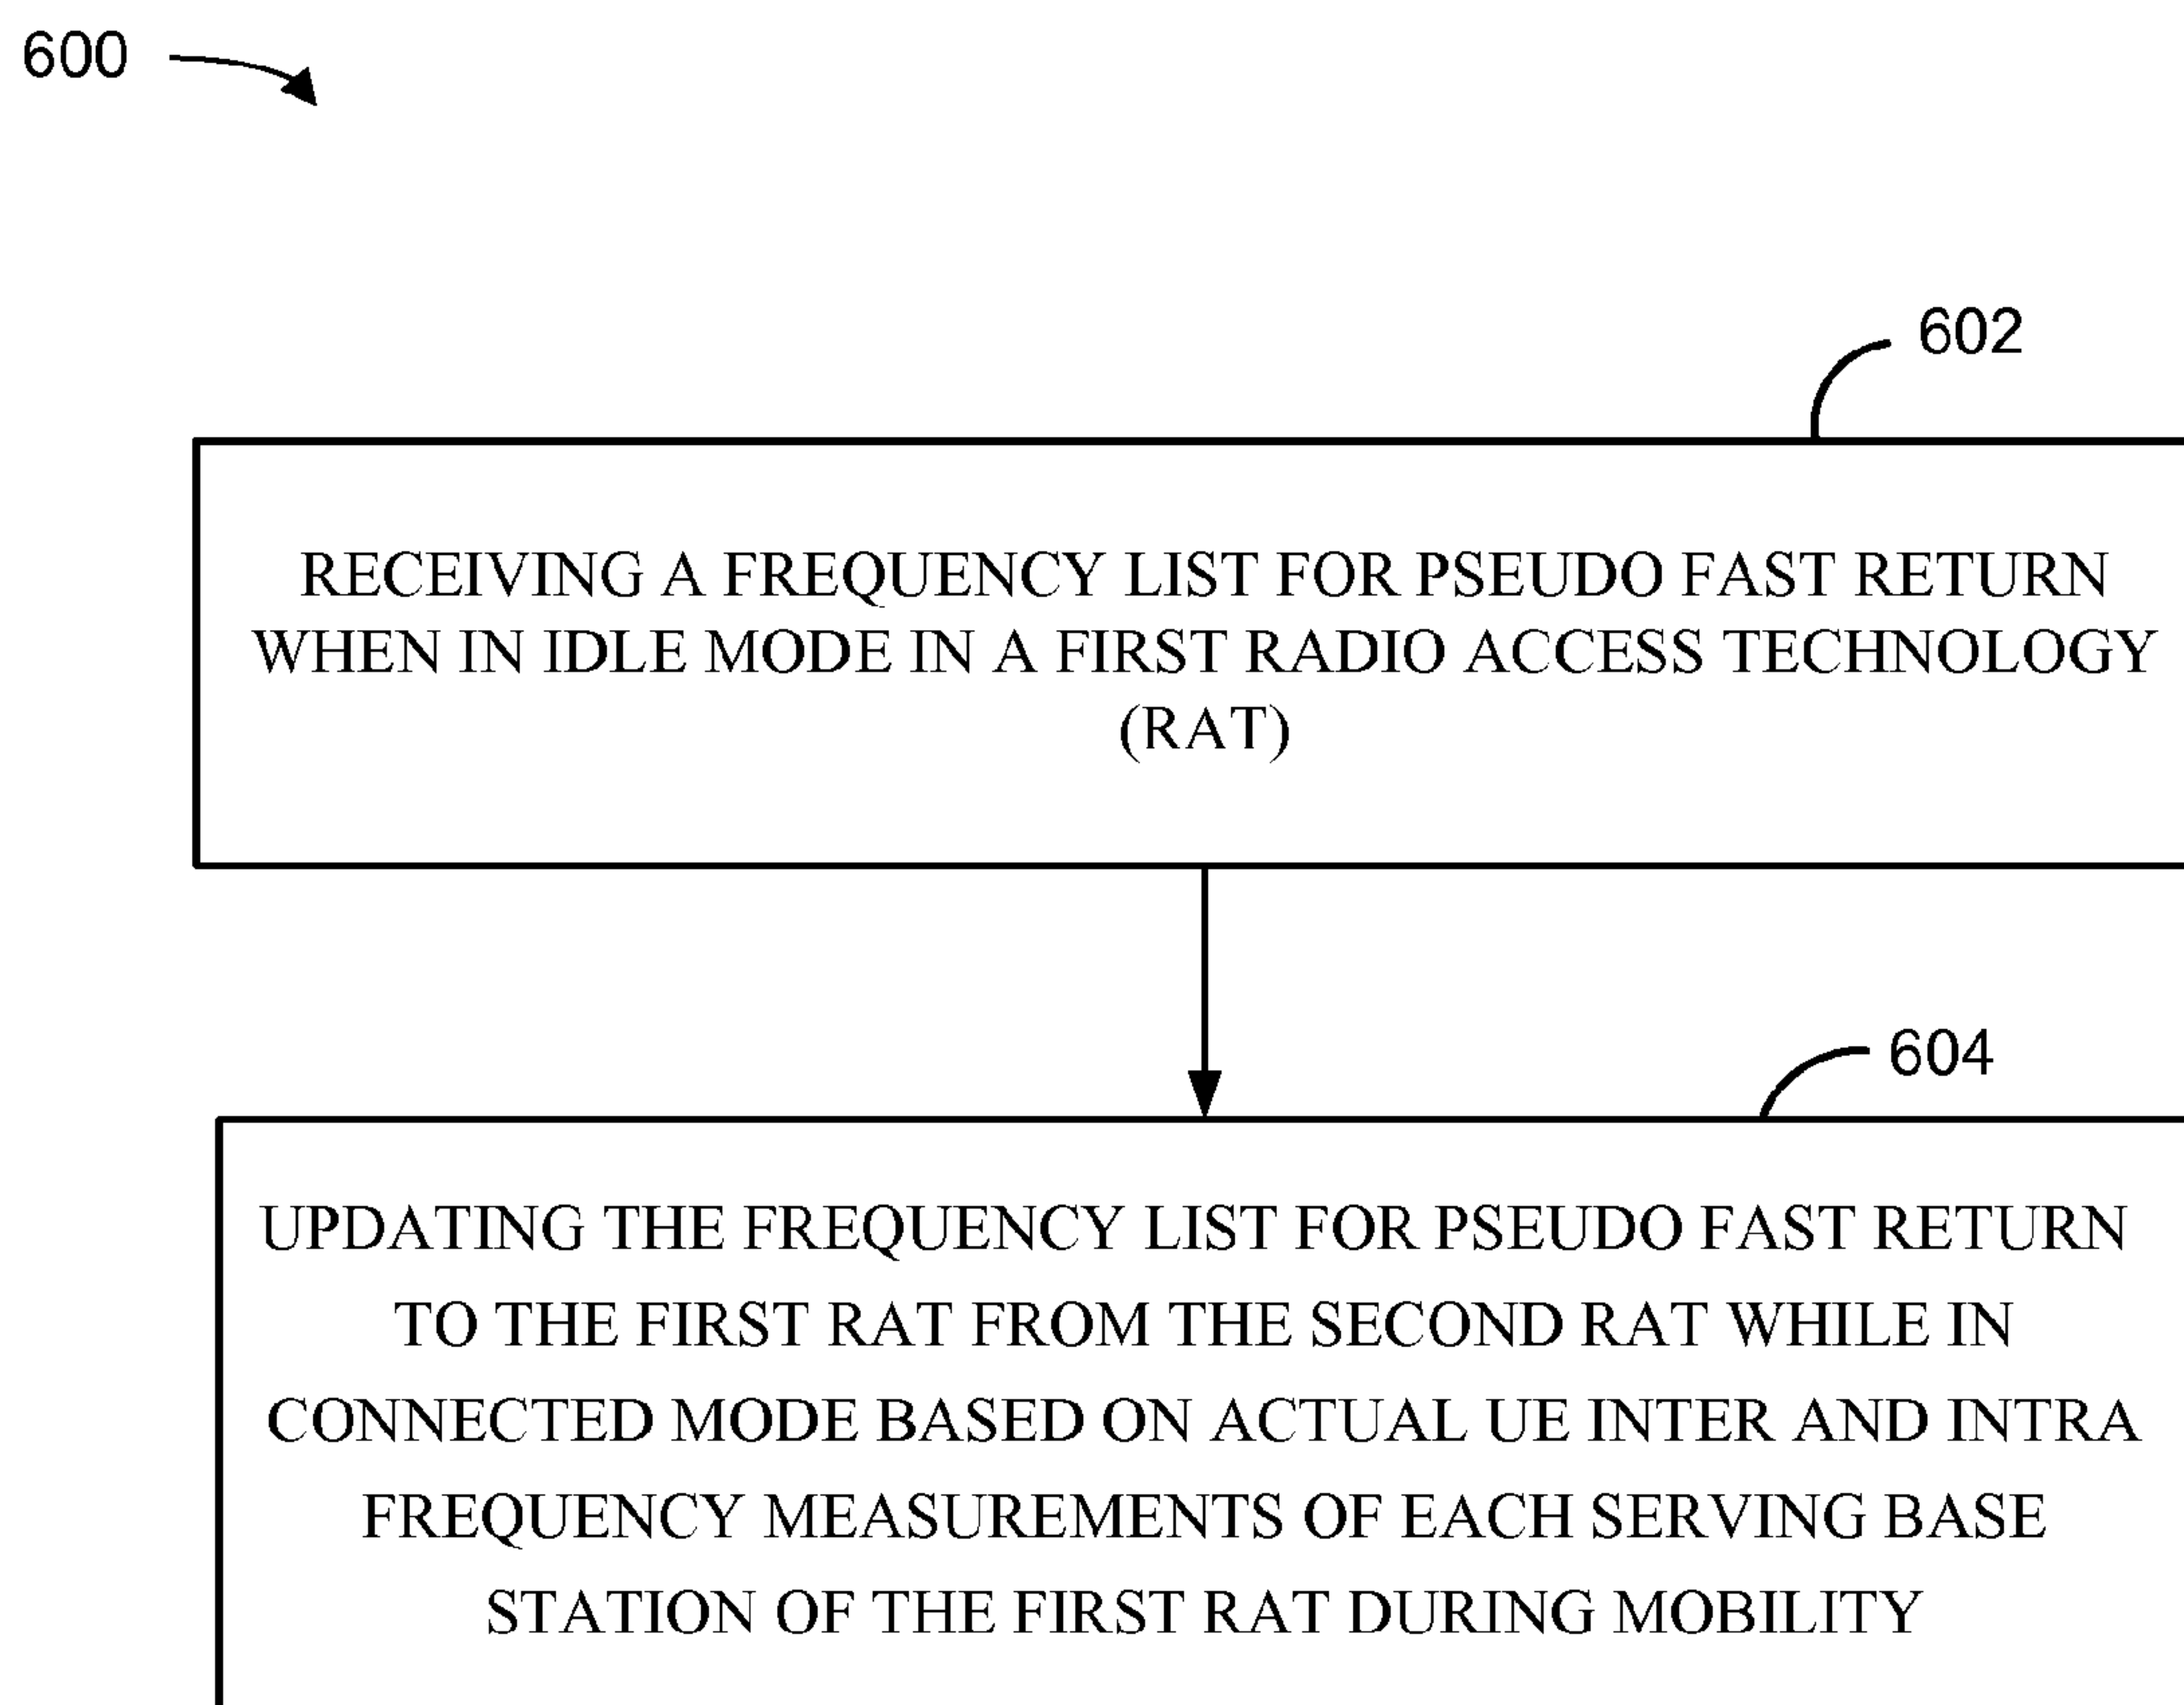 600
602
RECEIVING A FREQUENCY LIST FOR PSEUDO FAST RETURN
WHEN IN IDLE MODE IN A FIRST RADIO ACCESS TECHNOLOGY
(RAT)
604
UPDATING THE FREQUENCY LIST FOR PSEUDO FAST RETURN
TO THE FIRST RAT FROM THE SECOND RAT WHILE IN
CONNECTED MODE BASED ON ACTUAL UE INTER AND INTRA
FREQUENCY MEASUREMENTS OF EACH SERVING BASE
STATION OF THE FIRST RAT DURING MOBILITY